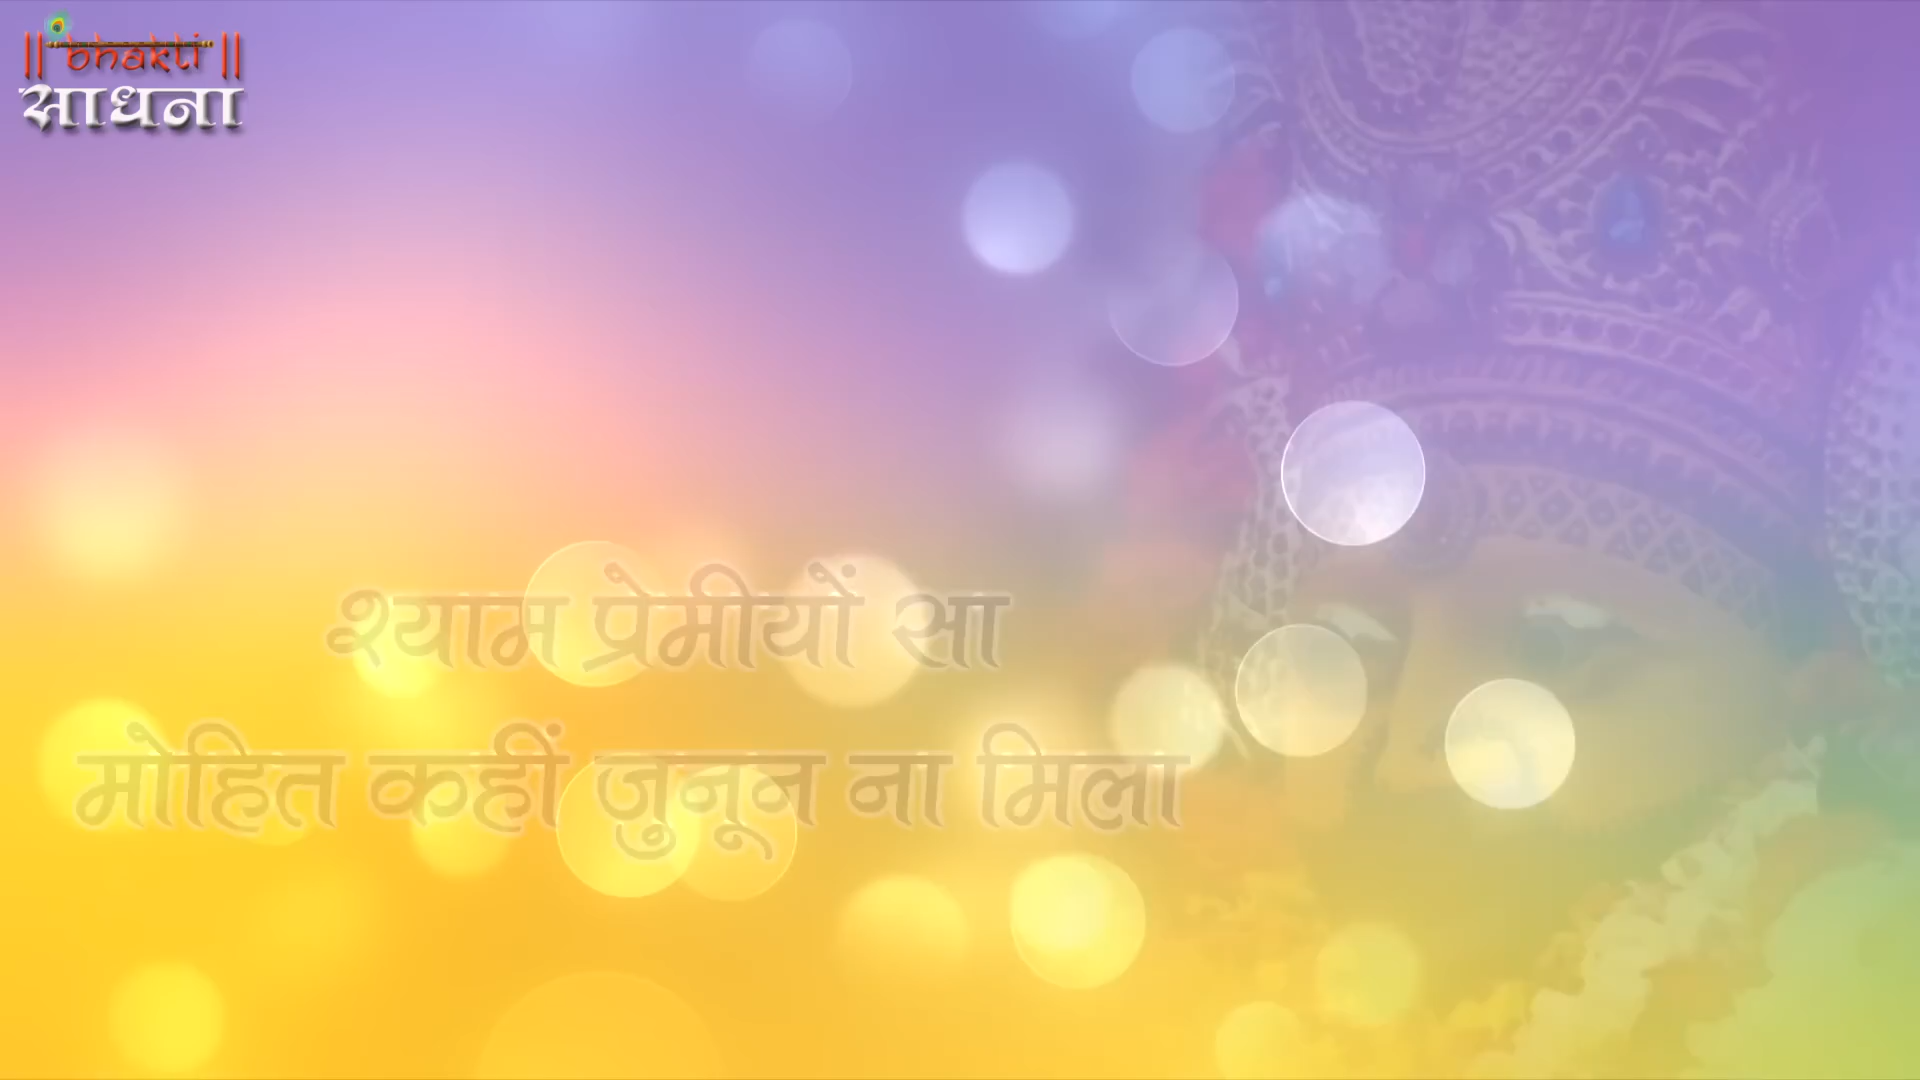 || bhakti ||
साधना
श्याम प्रेमीयों सा
मोहित कहीं जुनून ना मिला